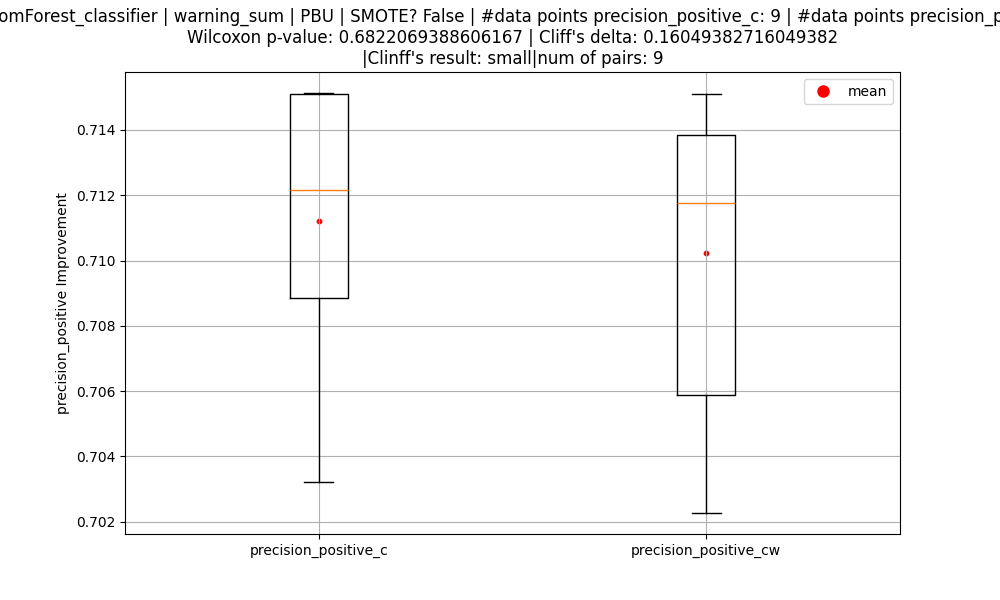 omForest_classifier | warning_sum | PBU | SMOTE? False | #data points precision_positive_c: 9 | #data points precision_p
Wilcoxon p-value: 0.6822069388606167 | Cliff's delta: 0.16049382716049382
|Clinff's result: small|num of pairs: 9
mean
0.714
0.712
0.710
0.708
0.706
0.704
0.702
precision_positive Improvement
precision_positive_c
precision_positive_cw